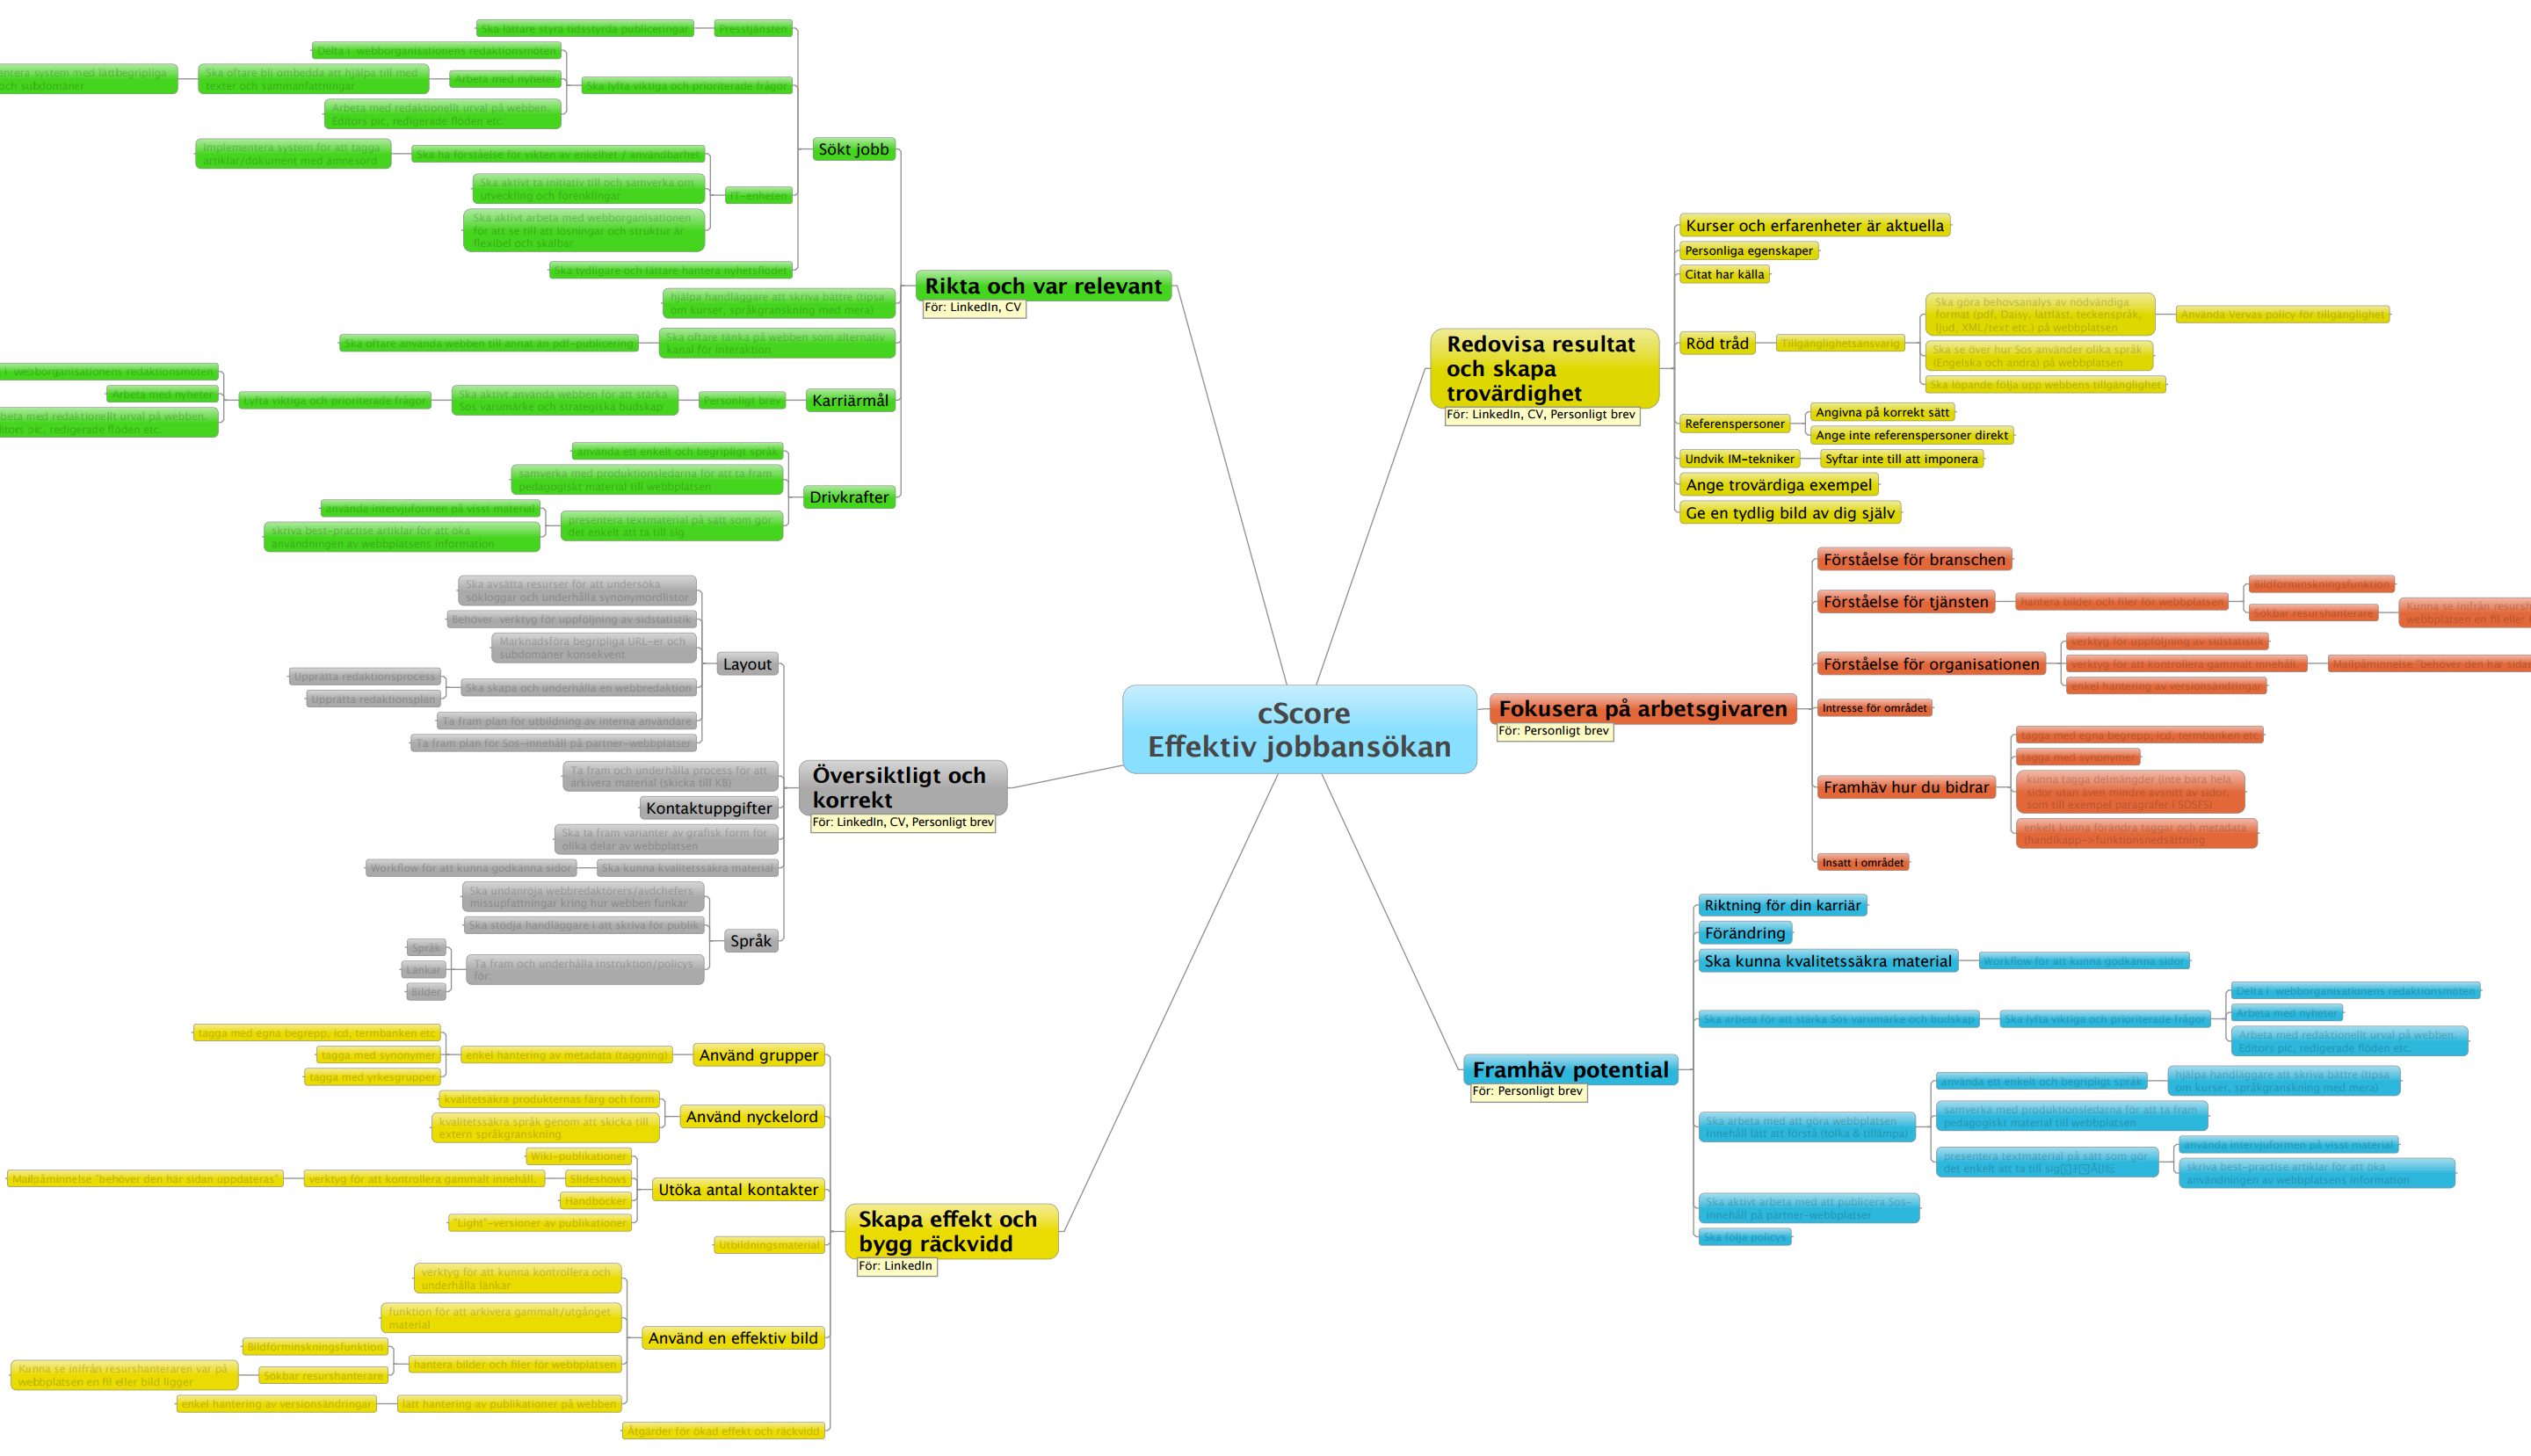 cScore
Effektiv jobbansökan
Rikta och var relevant
För: LinkedIn, CV
Sökt jobb
Presstjänsten
Ska lättare styra tidsstyrda publiceringar
Ska lyfta viktiga och prioriterade frågor
Delta i  webborganisationens redaktionsmöten
Arbeta med nyheter
Ska oftare bli ombedda att hjälpa till med
texter och sammanfattningar
entera system med lättbegripliga
och subdomäner
Arbeta med redaktionellt urval på webben.
Editors pic, redigerade flöden etc.
IT-enheten
Ska ha förståelse för vikten av enkelhet / användbarhet
Implementera system för att tagga
artiklar/dokument med ämnesord
Ska aktivt ta initiativ till och samverka om
utveckling och förenklingar
Ska aktivt arbeta med webborganisationen
för att se till att lösningar och struktur är
flexibel och skalbar
Ska tydligare och lättare hantera nyhetsflödet
hjälpa handläggare att skriva bättre (tipsa
om kurser, språkgranskning med mera)
Ska oftare tänka på webben som alternativ
kanal för interaktion
Ska oftare använda webben till annat än pdf-publicering
Karriärmål
Personligt brev
Ska aktivt använda webben för att stärka
Sos varumärke och strategiska budskap
Lyfta viktiga och prioriterade frågor
i  webborganisationens redaktionsmöten
Arbeta med nyheter
beta med redaktionellt urval på webben.
itors pic, redigerade flöden etc.
Drivkrafter
använda ett enkelt och begripligt språk
samverka med produktionsledarna för att ta fram
pedagogiskt material till webbplatsen
presentera textmaterial på sätt som gör
det enkelt att ta till sig
använda intervjuformen på visst material
skriva best-practise artiklar för att öka
användningen av webbplatsens information
Översiktligt och
korrekt
För: LinkedIn, CV, Personligt brev
Layout
Ska avsätta resurser för att undersöka
sökloggar och underhålla synonymordlistor
Behöver  verktyg för uppföljning av sidstatistik
Marknadsföra begripliga URL-er och
subdomäner konsekvent
Ska skapa och underhålla en webbredaktion
Upprätta redaktionsprocess
Upprätta redaktionsplan
Ta fram plan för utbildning av interna användare
Ta fram plan för Sos-innehåll på partner-webbplatser
Ta fram och underhålla process för att
arkivera material (skicka till KB)
Kontaktuppgifter
Ska ta fram varianter av grafisk form för
olika delar av webbplatsen
Ska kunna kvalitetssäkra material
Workflow för att kunna godkänna sidor
Språk
Ska undanröja webbredaktörers/avdchefers
missupfattningar kring hur webben funkar
Ska stödja handläggare i att skriva för publik
Ta fram och underhålla instruktion/policys
för:
Språk
Länkar
Bilder
Skapa effekt och
bygg räckvidd
För: LinkedIn
Använd grupper
enkel hantering av metadata (taggning)
tagga med egna begrepp, icd, termbanken etc
tagga med synonymer
tagga med yrkesgrupper
Använd nyckelord
kvalitetsäkra produkternas färg och form
kvalitetssäkra språk genom att skicka till
extern språkgranskning
Utöka antal kontakter
Wiki-publikationer
Slideshows
verktyg för att kontrollera gammalt innehåll.
Mailpåminnelse "behöver den här sidan uppdateras"
Handböcker
"Light"-versioner av publikationer
Utbildningsmaterial
Använd en effektiv bild
verktyg för att kunna kontrollera och
underhålla länkar
funktion för att arkivera gammalt/utgånget
material
hantera bilder och filer för webbplatsen
Bildförminskningsfunktion
Sökbar resurshanterare
Kunna se inifrån resurshanteraren var på
webbplatsen en fil eller bild ligger
lätt hantering av publikationer på webben
enkel hantering av versionsändringar
Åtgärder för ökad effekt och räckvidd
Redovisa resultat
och skapa
trovärdighet
För: LinkedIn, CV, Personligt brev
Kurser och erfarenheter är aktuella
Personliga egenskaper
Citat har källa
Röd tråd
Tillgänglighetsansvarig
Ska göra behovsanalys av nödvändiga
format (pdf, Daisy, lättläst, teckenspråk,
ljud, XML/text etc.) på webbplatsen
Använda Vervas policy för tillgänglighet
Ska se över hur Sos använder olika språk
(Engelska och andra) på webbplatsen
Ska löpande följa upp webbens tillgänglighet
Referenspersoner
Angivna på korrekt sätt
Ange inte referenspersoner direkt
Undvik IM-tekniker
Syftar inte till att imponera
Ange trovärdiga exempel
Ge en tydlig bild av dig själv
Fokusera på arbetsgivaren
För: Personligt brev
Förståelse för branschen
Förståelse för tjänsten
hantera bilder och filer för webbplatsen
Bildförminskningsfunktion
Sökbar resurshanterare
Kunna se inifrån resursh
webbplatsen en fil eller
Förståelse för organisationen
verktyg för uppföljning av sidstatistik
verktyg för att kontrollera gammalt innehåll.
Mailpåminnelse "behöver den här sidan
enkel hantering av versionsändringar
Intresse för området
Framhäv hur du bidrar
tagga med egna begrepp, icd, termbanken etc
tagga med synonymer
kunna tagga delmängder (inte bara hela
sidor utan även mindre avsnitt av sidor,
som till exempel paragrafer i SOSFS)
enkelt kunna förändra taggar och metadata
(handikapp->funktionsnedsättning
Insatt i området
Framhäv potential
För: Personligt brev
Riktning för din karriär
Förändring
Ska kunna kvalitetssäkra material
Workflow för att kunna godkänna sidor
Ska arbeta för att stärka Sos varumärke och budskap
Ska lyfta viktiga och prioriterade frågor
Delta i  webborganisationens redaktionsmöten
Arbeta med nyheter
Arbeta med redaktionellt urval på webben.
Editors pic, redigerade flöden etc.
Ska arbeta med att göra webbplatsen
innehåll lätt att förstå (tolka & tillämpa)
använda ett enkelt och begripligt språk
hjälpa handläggare att skriva bättre (tipsa
om kurser, språkgranskning med mera)
samverka med produktionsledarna för att ta fram
pedagogiskt material till webbplatsen
presentera textmaterial på sätt som gör
det enkelt att ta till sig
använda intervjuformen på visst material
skriva best-practise artiklar för att öka
användningen av webbplatsens information
Ska aktivt arbeta med att publicera Sos-
innehåll på partner-webbplatser
Ska följa policys